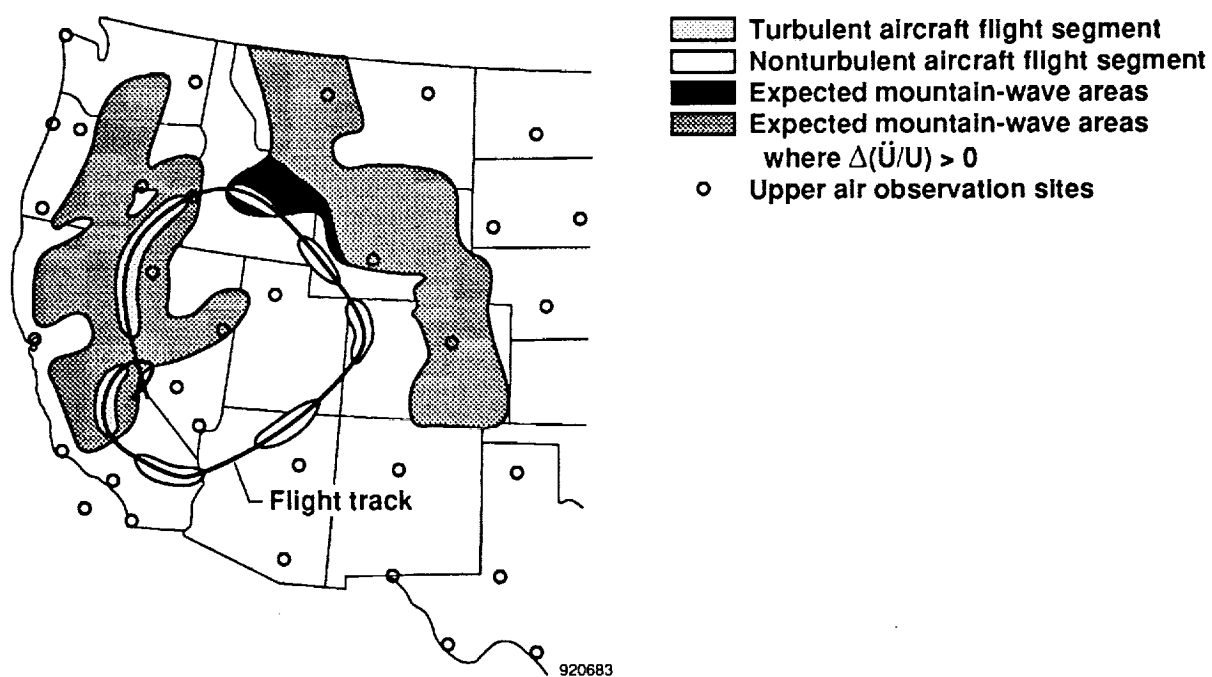 Turbulent aircraft flight segment
Nonturbulent aircraft flight segment
Expected mountain-wave areas
Expected mountain-wave areas
where Δ(Ü/U) > 0
Upper air observation sites
Flight track
920683